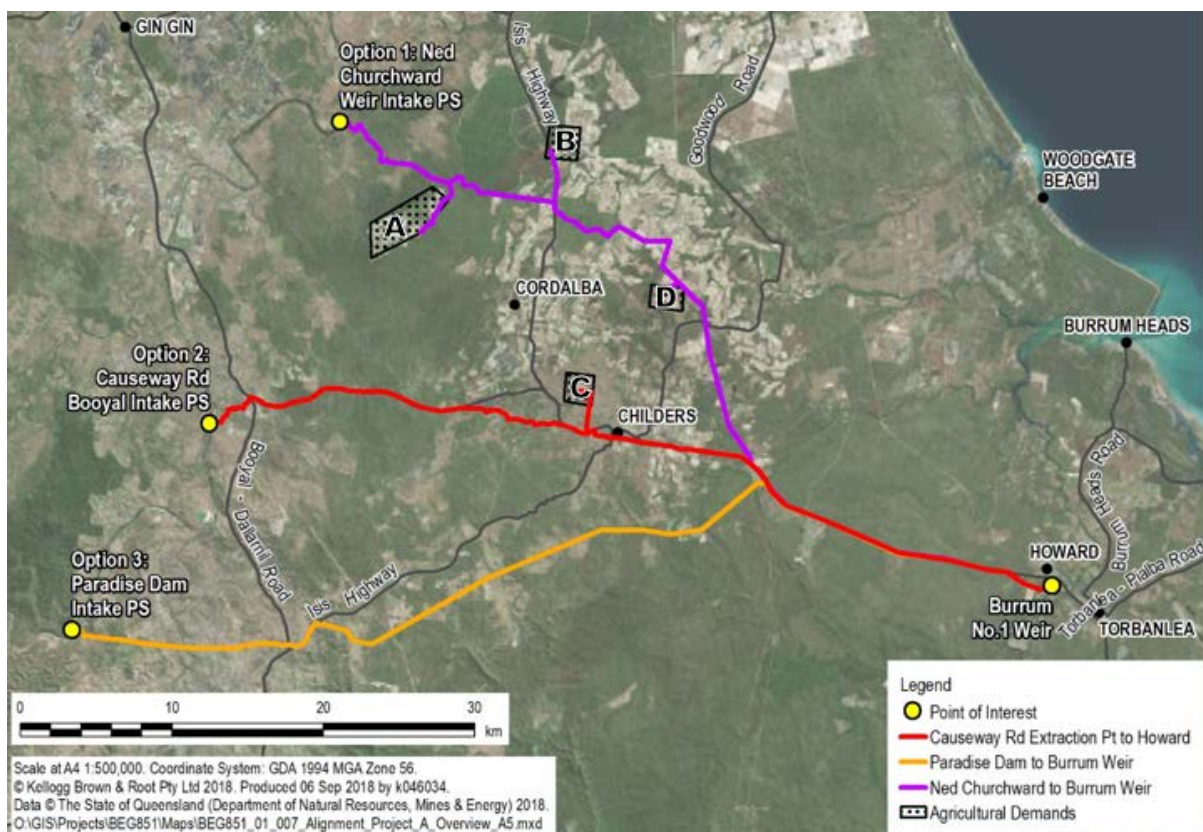 GIN GIN
Option 1: Ned
Churchward
Weir Intake PS
Isis
Highway
Goodwood Road
B
WOODGATE
BEACH
A
CORDALBA
D
BURRUM HEADS
Option 2:
Causeway Rd
Booyal Intake PS
C
CHILDERS
Booyal - Dallarnil Road
Burrum Heads Road
Option 3:
Paradise Dam
Intake PS
Isis Highway
HOWARD
Torbanlea - Pialba Road
Burrum
No.1 Weir
TORBANLEA
0 10 20 30
km
Legend
Point of Interest
Causeway Rd Extraction Pt to Howard
Paradise Dam to Burrum Weir
Ned Churchward to Burrum Weir
Agricultural Demands
Scale at A4 1:500,000. Coordinate System: GDA 1994 MGA Zone 56.
© Kellogg Brown & Root Pty Ltd 2018. Produced 06 Sep 2018 by k046034.
Data © The State of Queensland (Department of Natural Resources, Mines & Energy) 2018.
O:\GIS\Projects\BEG851\Maps\BEG851_01_007_Alignment_Project_A_Overview_A5.mxd